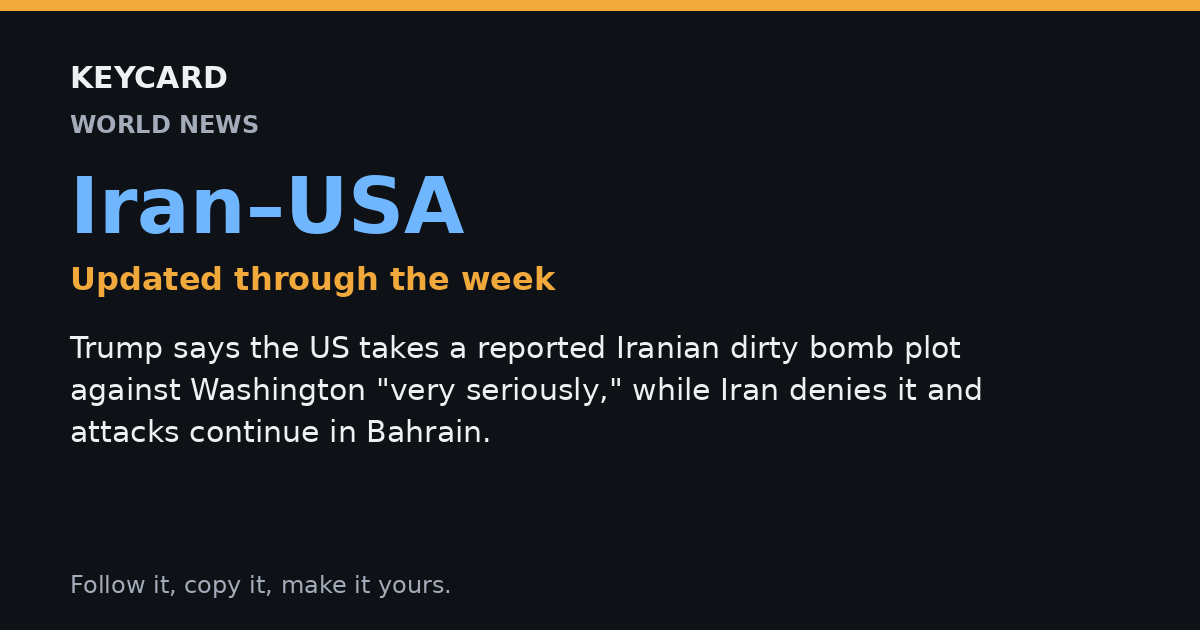 KEYCARD
WORLD NEWS
Iran–USA
Updated through the week
Trump says the US takes a reported Iranian dirty bomb plot
against Washington "very seriously," while Iran denies it and
attacks continue in Bahrain.
Follow it, copy it, make it yours.